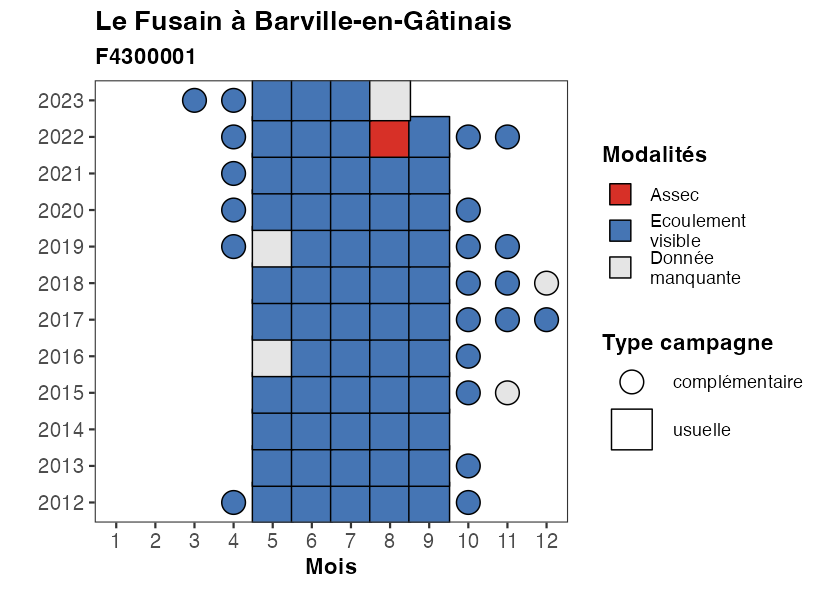 Le Fusain à Barville-en-Gâtinais
F4300001
2023
2022
2021
2020
2019
2018
2017
2016
2015
2014
2013
2012
1 2 3 4 5 6 7 8 9 10 11 12
Mois
Modalités
Assec
Ecoulement
visible
Donnée
manquante
Type campagne
complémentaire
usuelle